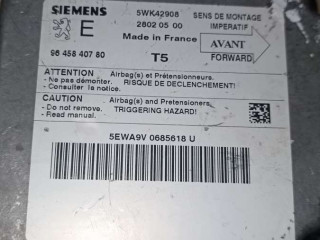 SIEMENS 5WK42908 SENS DE MONTAGE
E 2802 05 00 IMPERATIF
Made in France AVANT
96 458 407 80 T5 FORWARD
ATTENTION Airbag(s) et Prétensionneurs.
- Ne pas démonter. RISQUE DE DECLENCHEMENT!
- Consulter la notice.
CAUTION Airbag(s) and Pretensioners.
- Do not remove. TRIGGERING HAZARD!
- Read manual.
5EWA9V 0685618 U